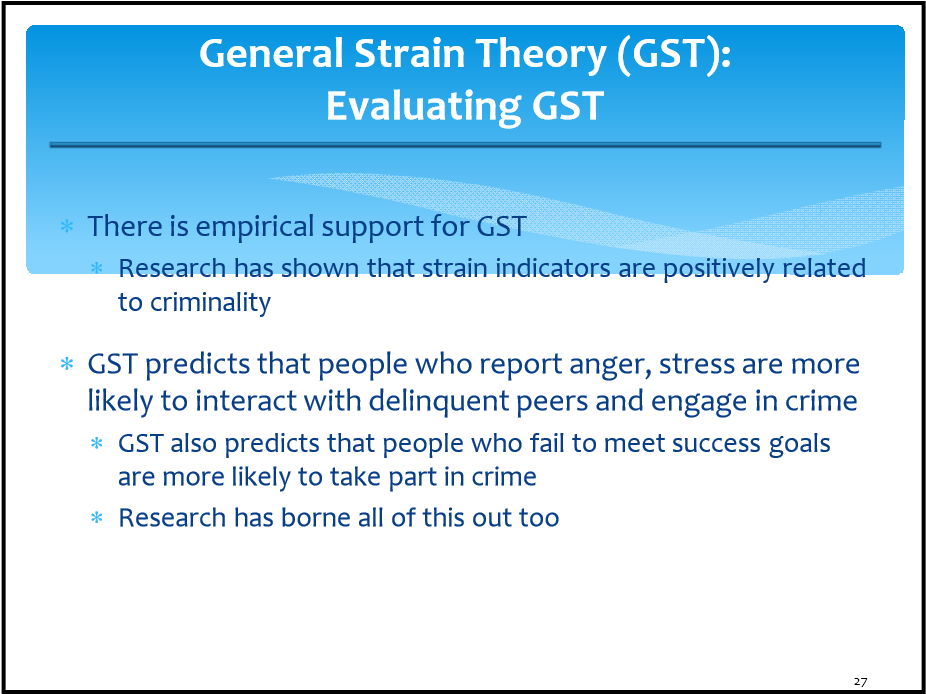 General Strain Theory (GST):
Evaluating GST
* There is empirical support for GST
* Research has shown that strain indicators are positively related
to criminality
* GST predicts that people who report anger, stress are more
likely to interact with delinquent peers and engage in crime
* GST also predicts that people who fail to meet success goals
are more likely to take part in crime
* Research has borne all of this out too
27